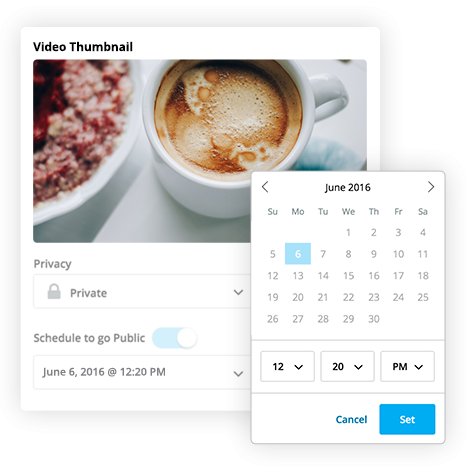 Video Thumbnail
Privacy
Private
Schedule to go Public
June 6, 2016 @ 12:20 PM
June 2016
Su Mo Tu We Th Fr Sa
1 2 3 4
5 6 7 8 9 10 11
12 13 14 15 16 17 18
19 20 21 22 23 24 25
26 27 28 29 30
12 20 PM
Cancel Set